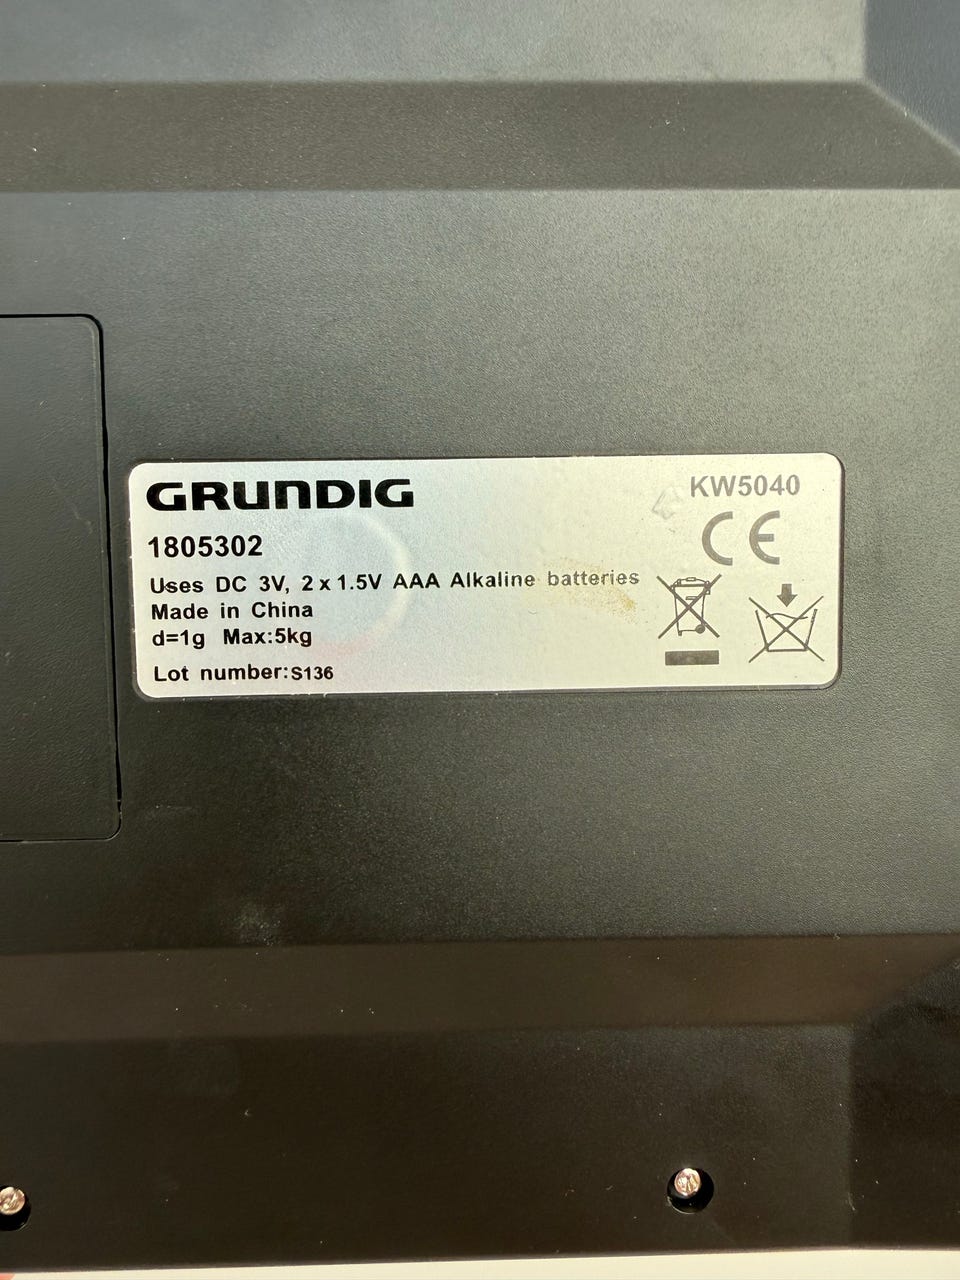 GRUNDIG
KW5040
1805302
CE
Uses DC 3V, 2 x 1.5V AAA Alkaline batteries
Made in China
d=1g Max:5kg
Lot number:S136